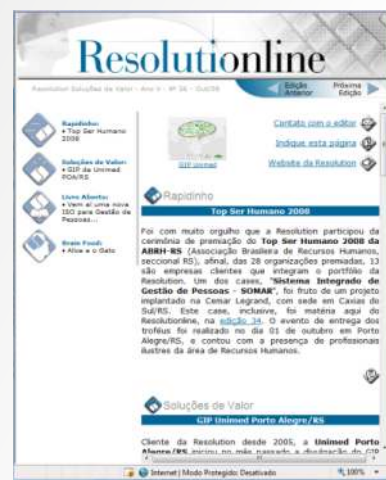 Resolutionline
Resolution Soluções de Valor - Ano V - Nº 36 - Out/08
Edição Anterior
Próxima Edição
Rapidinho:
• Top Ser Humano 2008
Soluções de Valor:
• GIP da Unimed POA/RS
Livro Aberto:
• Vem aí uma nova ISO para Gestão de Pessoas...
Brain Food:
• Alice e o Gato
GIP Unimed
Contato com o editor
Indique esta página
Website da Resolution
Rapidinho
Top Ser Humano 2008
Foi com muito orgulho que a Resolution participou da
cerimônia de premiação do Top Ser Humano 2008 da
ABRH-RS (Associação Brasileira de Recursos Humanos,
seccional RS), afinal, das 28 organizações premiadas, 13
são empresas clientes que integram o portfólio da
Resolution. Um dos cases, "Sistema Integrado de
Gestão de Pessoas - SOMAR", foi fruto de um projeto
implantado na Cemar Legrand, com sede em Caxias do
Sul/RS. Este case, inclusive, foi matéria aqui do
Resolutionline, na edição 34. O evento de entrega dos
troféus foi realizado no dia 01 de outubro em Porto
Alegre/RS, e contou com a presença de profissionais
ilustres da área de Recursos Humanos.
Soluções de Valor
GIP Unimed Porto Alegre/RS
Cliente da Resolution desde 2005, a Unimed Porto
Alegre/RS iniciou no mês passado a divulgação do GIP
Internet | Modo Protegido: Desativado
100%